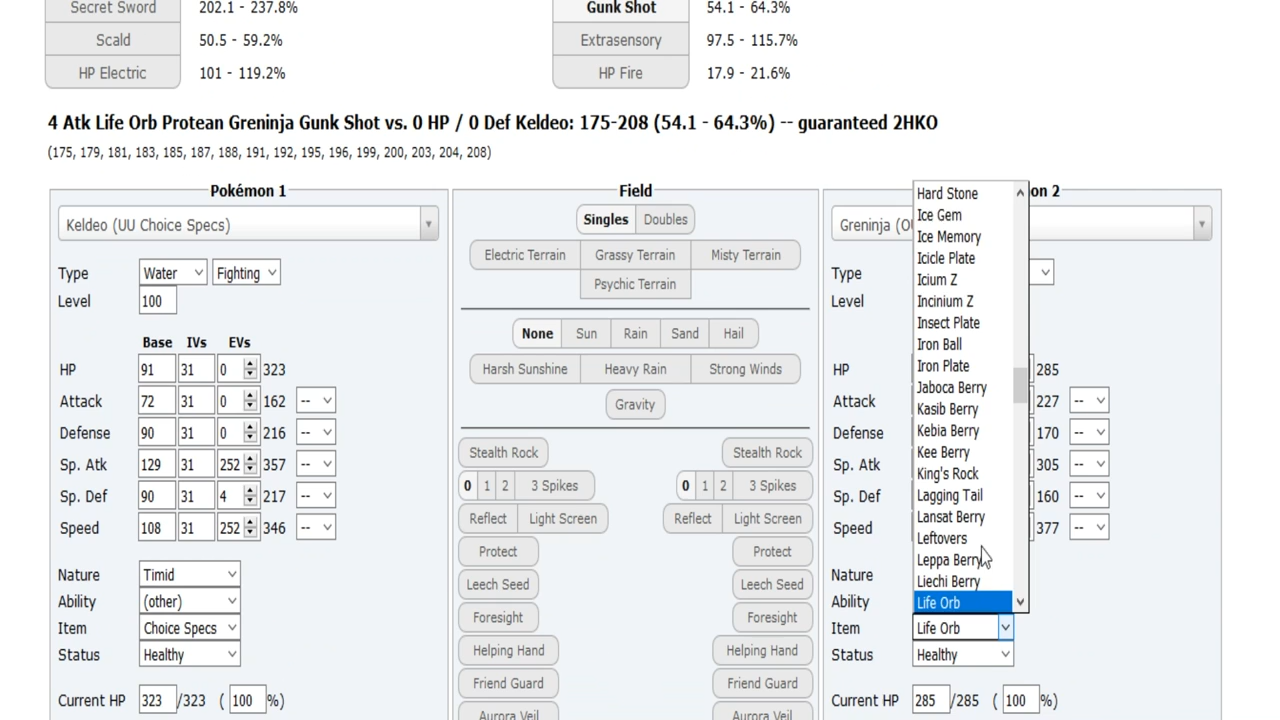 Secret Sword 202.1 - 237.8% Gunk Shot 54.1 - 64.3%
Scald 50.5 - 59.2% Extrasensory 97.5 - 115.7%
HP Electric 101 - 119.2% HP Fire 17.9 - 21.6%
4 Atk Life Orb Protean Greninja Gunk Shot vs. 0 HP / 0 Def Keldeo: 175-208 (54.1 - 64.3%) -- guaranteed 2HKO
(175, 179, 181, 183, 185, 187, 188, 191, 192, 195, 196, 199, 200, 203, 204, 208)
Pokémon 1
Keldeo (UU Choice Specs)
Type Water Fighting
Level 100
Base IVs EVs
HP 91 31 0 323
Attack 72 31 0 162 --
Defense 90 31 0 216 --
Sp. Atk 129 31 252 357 --
Sp. Def 90 31 4 217 --
Speed 108 31 252 346 --
Nature Timid
Ability (other)
Item Choice Specs
Status Healthy
Current HP 323 /323 ( 100 %)
Field
Singles Doubles
Electric Terrain Grassy Terrain Misty Terrain
Psychic Terrain
None Sun Rain Sand Hail
Harsh Sunshine Heavy Rain Strong Winds
Gravity
Stealth Rock Stealth Rock
0 1 2 3 Spikes 0 1 2 3 Spikes
Reflect Light Screen Reflect Light Screen
Protect Protect
Leech Seed Leech Seed
Foresight Foresight
Helping Hand Helping Hand
Friend Guard Friend Guard
Aurora Veil Aurora Veil
on 2
Greninja (OU
Type
Level
HP 285
Attack 227 --
Defense 170 --
Sp. Atk 305 --
Sp. Def 160 --
Speed 377 --
Nature
Ability
Item Life Orb
Status Healthy
Current HP 285 /285 ( 100 %)
Hard Stone
Ice Gem
Ice Memory
Icicle Plate
Icium Z
Incinium Z
Insect Plate
Iron Ball
Iron Plate
Jaboca Berry
Kasib Berry
Kebia Berry
Kee Berry
King's Rock
Lagging Tail
Lansat Berry
Leftovers
Leppa Berry
Liechi Berry
Life Orb